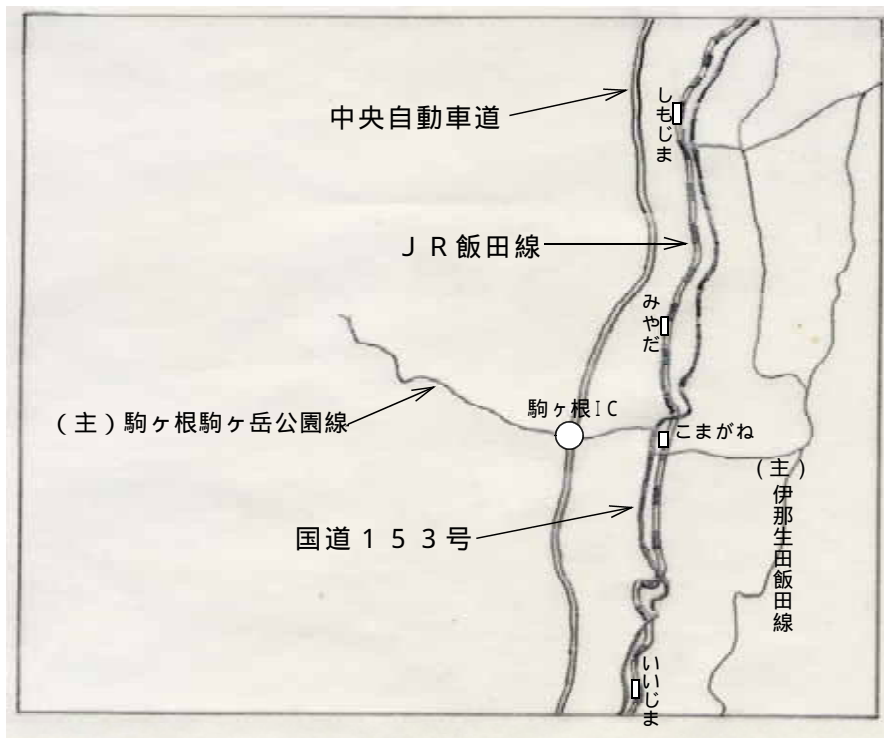 中央自動車道
しもじま
ＪＲ飯田線
みやだ
駒ヶ根IC
（主）駒ヶ根駒ヶ岳公園線
こまがね
（主）
伊那生田飯田線
国道１５３号
いいじま